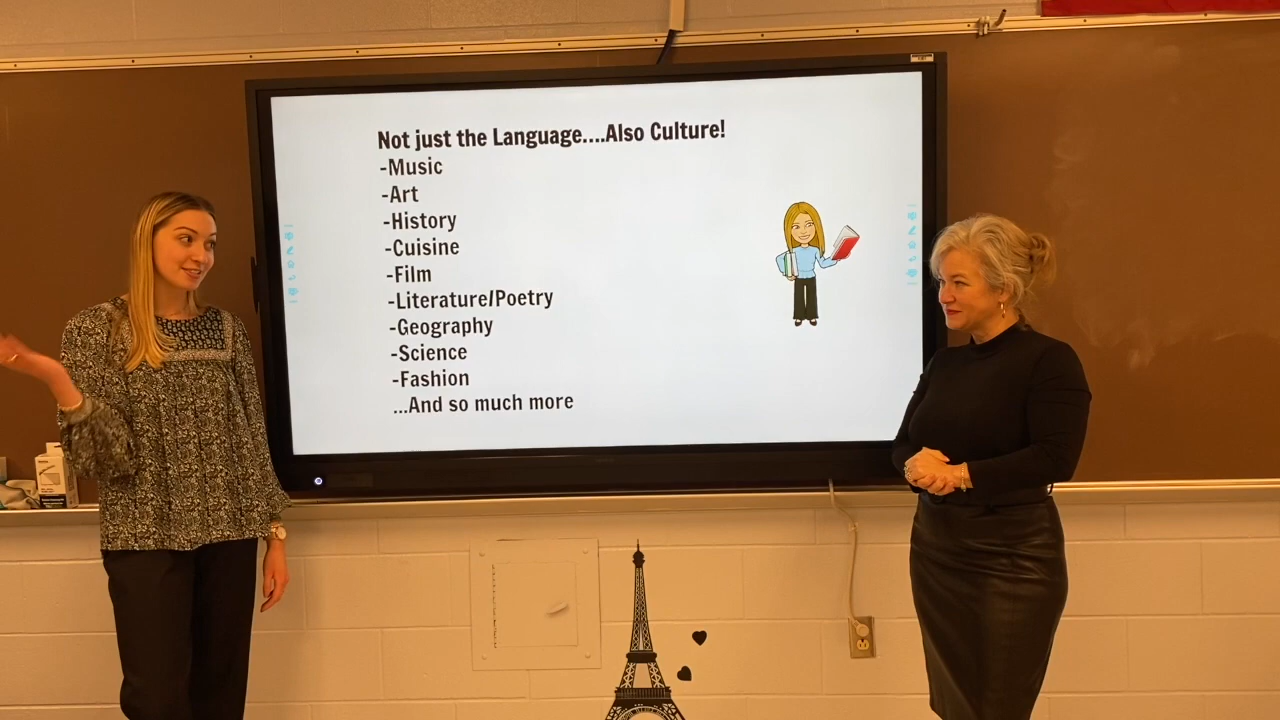 Not just the Language....Also Culture!
-Music
-Art
-History
-Cuisine
-Film
-Literature/Poetry
-Geography
-Science
-Fashion
...And so much more